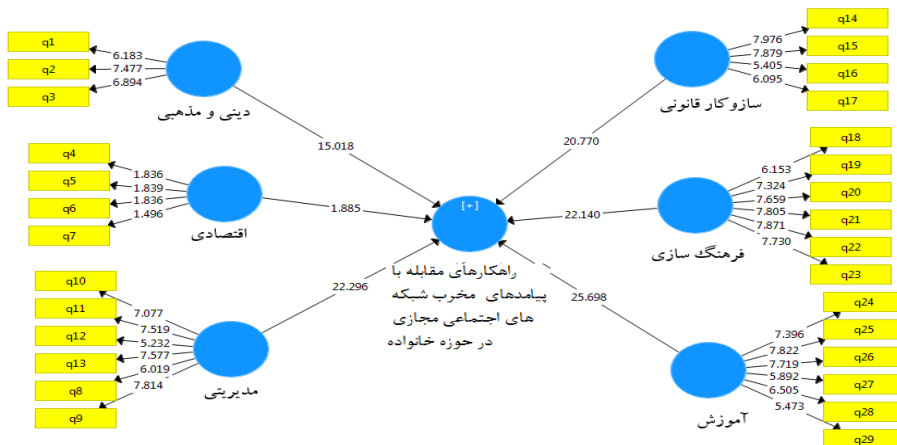 q1
q2
q3
6.183
7.477
6.894
دینی و مذهبی
15.018
q4
q5
q6
q7
1.836
1.839
1.836
1.496
اقتصادی
1.885
q10
q11
q12
q13
q8
q9
7.077
7.519
5.232
7.577
6.019
7.814
مدیریتی
22.296
[+]
راهکارهای مقابله با
پیامدهای مخرب شبکه
های اجتماعی مجازی
در حوزه خانواده
q14
q15
q16
q17
7.976
7.879
5.405
6.095
سازوکار قانونی
20.770
q18
q19
q20
q21
q22
q23
6.153
7.324
7.659
7.805
7.871
7.730
فرهنگ سازی
22.140
q24
q25
q26
q27
q28
q29
7.396
7.822
7.719
5.892
6.505
5.473
آموزش
25.698